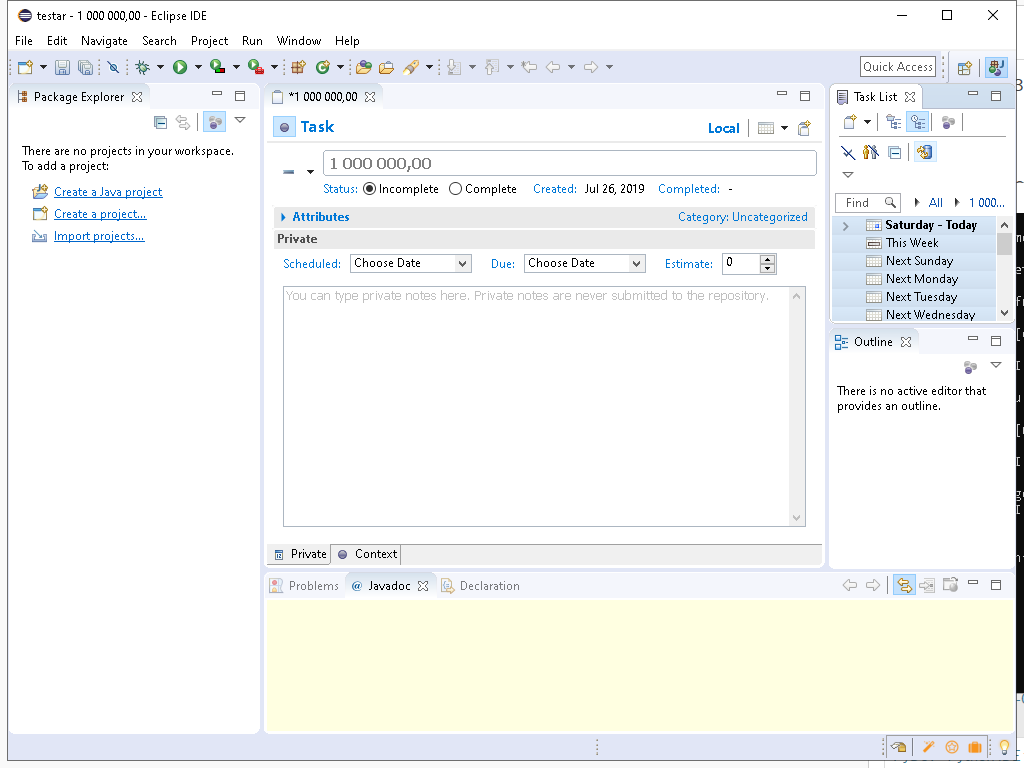 testar - 1 000 000,00 - Eclipse IDE
File Edit Navigate Search Project Run Window Help
Quick Access
Package Explorer
There are no projects in your workspace.
To add a project:
Create a Java project
Create a project...
Import projects...
*1 000 000,00
Task
Local
1 000 000,00
Status: Incomplete Complete Created: Jul 26, 2019 Completed: -
Attributes Category: Uncategorized
Private
Scheduled: Choose Date Due: Choose Date Estimate: 0
You can type private notes here. Private notes are never submitted to the repository.
Private Context
Problems @ Javadoc Declaration
Task List
Find All 1 000...
Saturday - Today
This Week
Next Sunday
Next Monday
Next Tuesday
Next Wednesday
Outline
There is no active editor that
provides an outline.